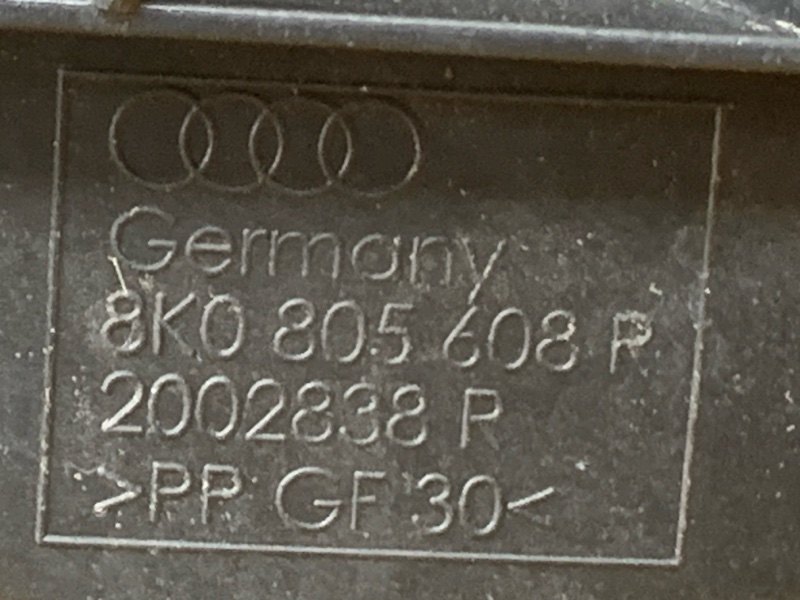 Germany
8K0 805 608 R
2002838 R
>PP GF 30<